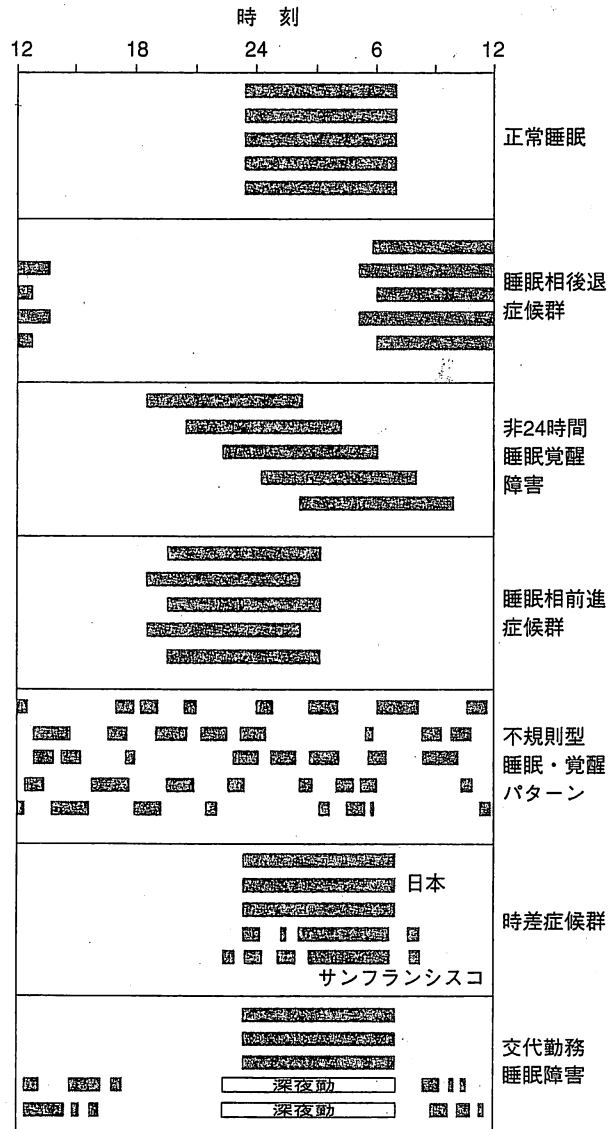 時 刻
12 18 24 6 12
正常睡眠
睡眠相後退
症候群
非24時間
睡眠覚醒
障害
睡眠相前進
症候群
不規則型
睡眠・覚醒
パターン
日本
時差症候群
サンフランシスコ
交代勤務
睡眠障害
深夜勤
深夜勤